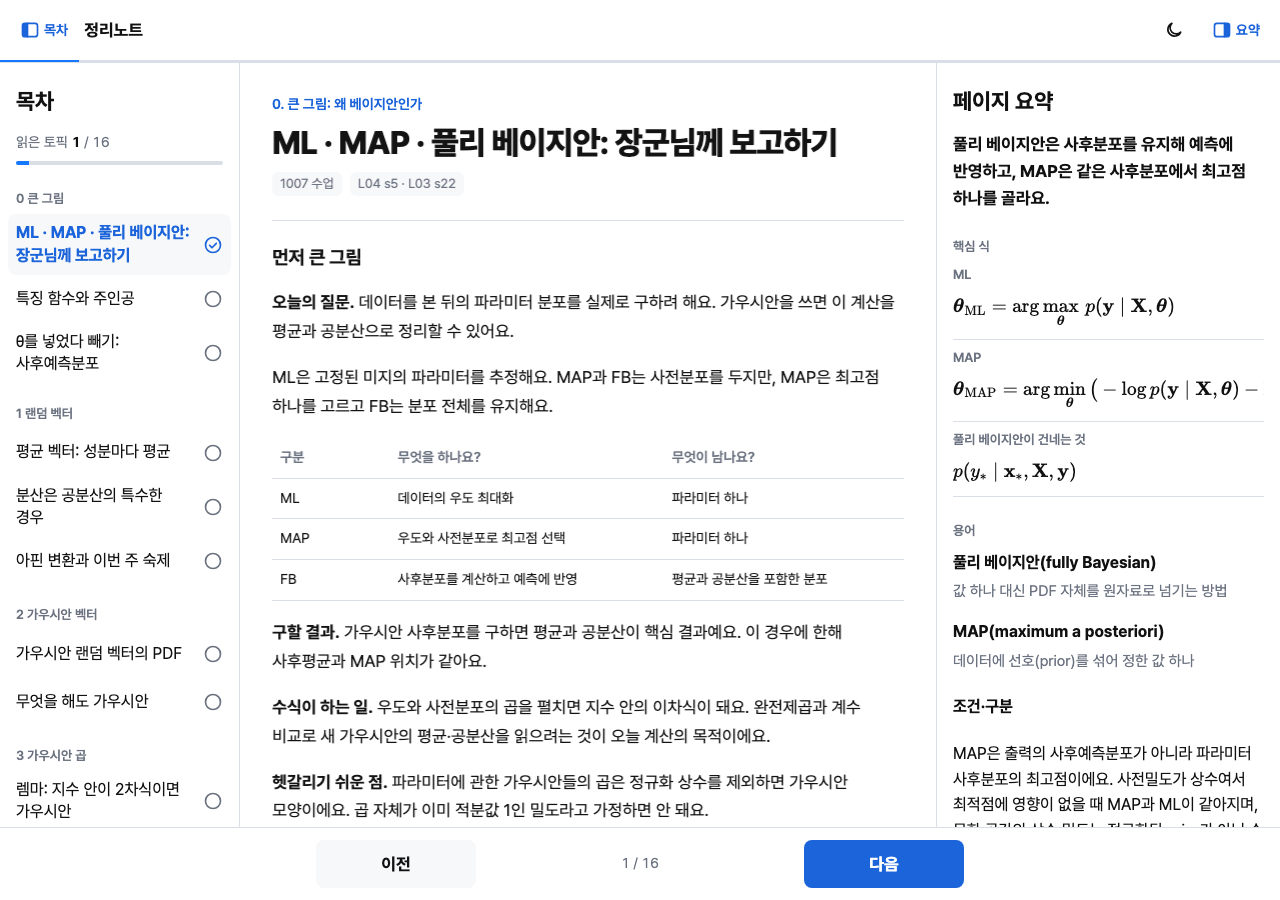 목차 정리노트 요약
목차
읽은 토픽 1 / 16
0 큰 그림
ML · MAP · 풀리 베이지안:
장군님께 보고하기
특징 함수와 주인공
θ를 넣었다 빼기:
사후예측분포
1 랜덤 벡터
평균 벡터: 성분마다 평균
분산은 공분산의 특수한
경우
아핀 변환과 이번 주 숙제
2 가우시안 벡터
가우시안 랜덤 벡터의 PDF
무엇을 해도 가우시안
3 가우시안 곱
렘마: 지수 안이 2차식이면
가우시안
0. 큰 그림: 왜 베이지안인가
ML · MAP · 풀리 베이지안: 장군님께 보고하기
1007 수업 L04 s5 · L03 s22
먼저 큰 그림
오늘의 질문. 데이터를 본 뒤의 파라미터 분포를 실제로 구하려 해요. 가우시안을 쓰면 이 계산을
평균과 공분산으로 정리할 수 있어요.
ML은 고정된 미지의 파라미터를 추정해요. MAP과 FB는 사전분포를 두지만, MAP은 최고점
하나를 고르고 FB는 분포 전체를 유지해요.
구분 무엇을 하나요? 무엇이 남나요?
ML 데이터의 우도 최대화 파라미터 하나
MAP 우도와 사전분포로 최고점 선택 파라미터 하나
FB 사후분포를 계산하고 예측에 반영 평균과 공분산을 포함한 분포
구할 결과. 가우시안 사후분포를 구하면 평균과 공분산이 핵심 결과예요. 이 경우에 한해
사후평균과 MAP 위치가 같아요.
수식이 하는 일. 우도와 사전분포의 곱을 펼치면 지수 안의 이차식이 돼요. 완전제곱과 계수
비교로 새 가우시안의 평균·공분산을 읽으려는 것이 오늘 계산의 목적이에요.
헷갈리기 쉬운 점. 파라미터에 관한 가우시안들의 곱은 정규화 상수를 제외하면 가우시안
모양이에요. 곱 자체가 이미 적분값 1인 밀도라고 가정하면 안 돼요.
페이지 요약
풀리 베이지안은 사후분포를 유지해 예측에
반영하고, MAP은 같은 사후분포에서 최고점
하나를 골라요.
핵심 식
ML
θ_ML = arg max_θ p(y | X, θ)
MAP
θ_MAP = arg min_θ ( − log p(y | X, θ) −
풀리 베이지안이 건네는 것
p(y_* | x_*, X, y)
용어
풀리 베이지안(fully Bayesian)
값 하나 대신 PDF 자체를 원자료로 넘기는 방법
MAP(maximum a posteriori)
데이터에 선호(prior)를 섞어 정한 값 하나
조건·구분
MAP은 출력의 사후예측분포가 아니라 파라미터
사후분포의 최고점이에요. 사전밀도가 상수여서
최적점에 영향이 없을 때 MAP과 ML이 같아지며,
이전 1 / 16 다음